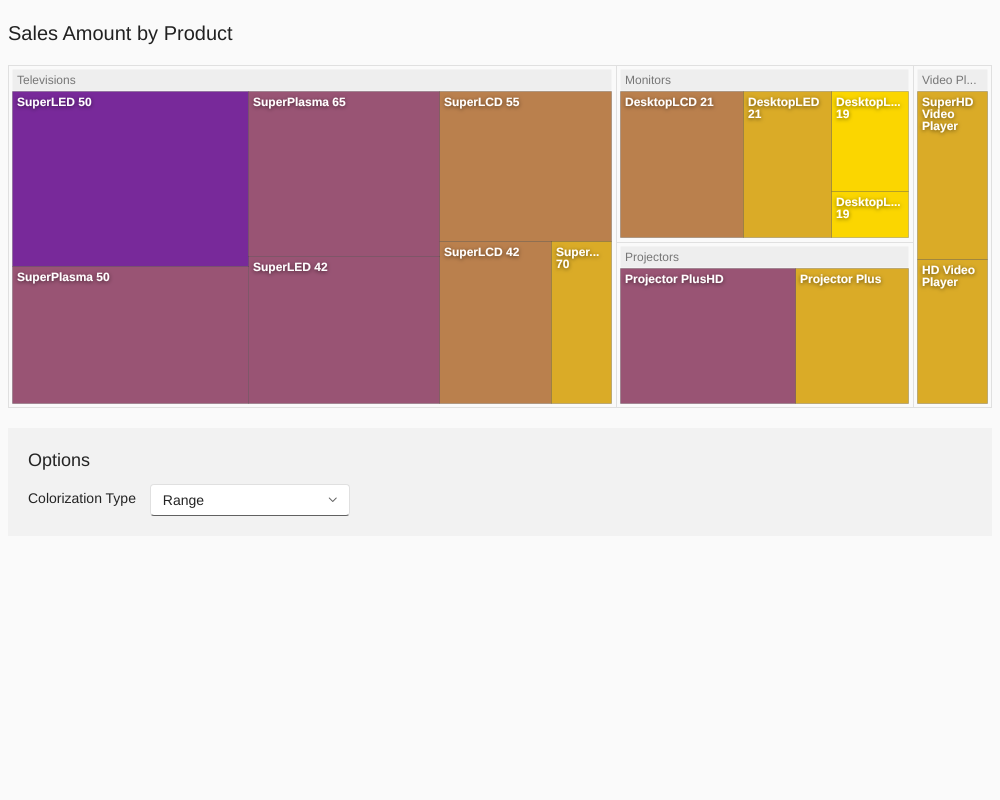 Sales Amount by Product
Televisions
SuperLED 50
SuperPlasma 50
SuperPlasma 65
SuperLED 42
SuperLCD 55
SuperLCD 42
Super...
70
Monitors
DesktopLCD 21
DesktopLED
21
DesktopL...
19
DesktopL...
19
Projectors
Projector PlusHD
Projector Plus
Video Pl...
SuperHD
Video
Player
HD Video
Player
Options
Colorization Type
Range